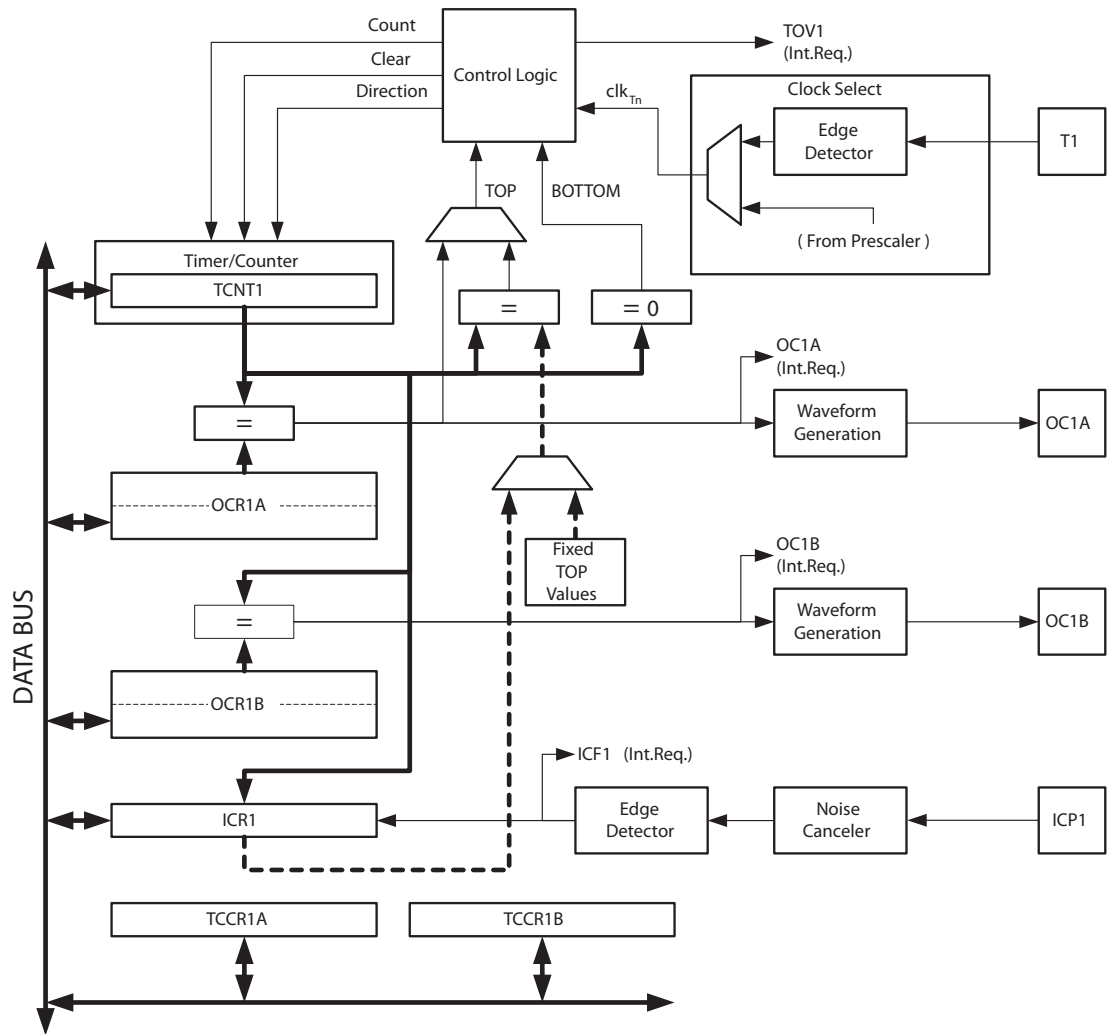 Count
TOV1
(Int.Req.)
Clear
Control Logic
Direction
clkTn
Clock Select
Edge
Detector
T1
TOP
BOTTOM
( From Prescaler )
Timer/Counter
TCNT1
=
= 0
OC1A
(Int.Req.)
=
Waveform
Generation
OC1A
OCR1A
Fixed
TOP
Values
OC1B
(Int.Req.)
=
Waveform
Generation
OC1B
DATA BUS
OCR1B
ICF1 (Int.Req.)
ICR1
Edge
Detector
Noise
Canceler
ICP1
TCCR1A
TCCR1B